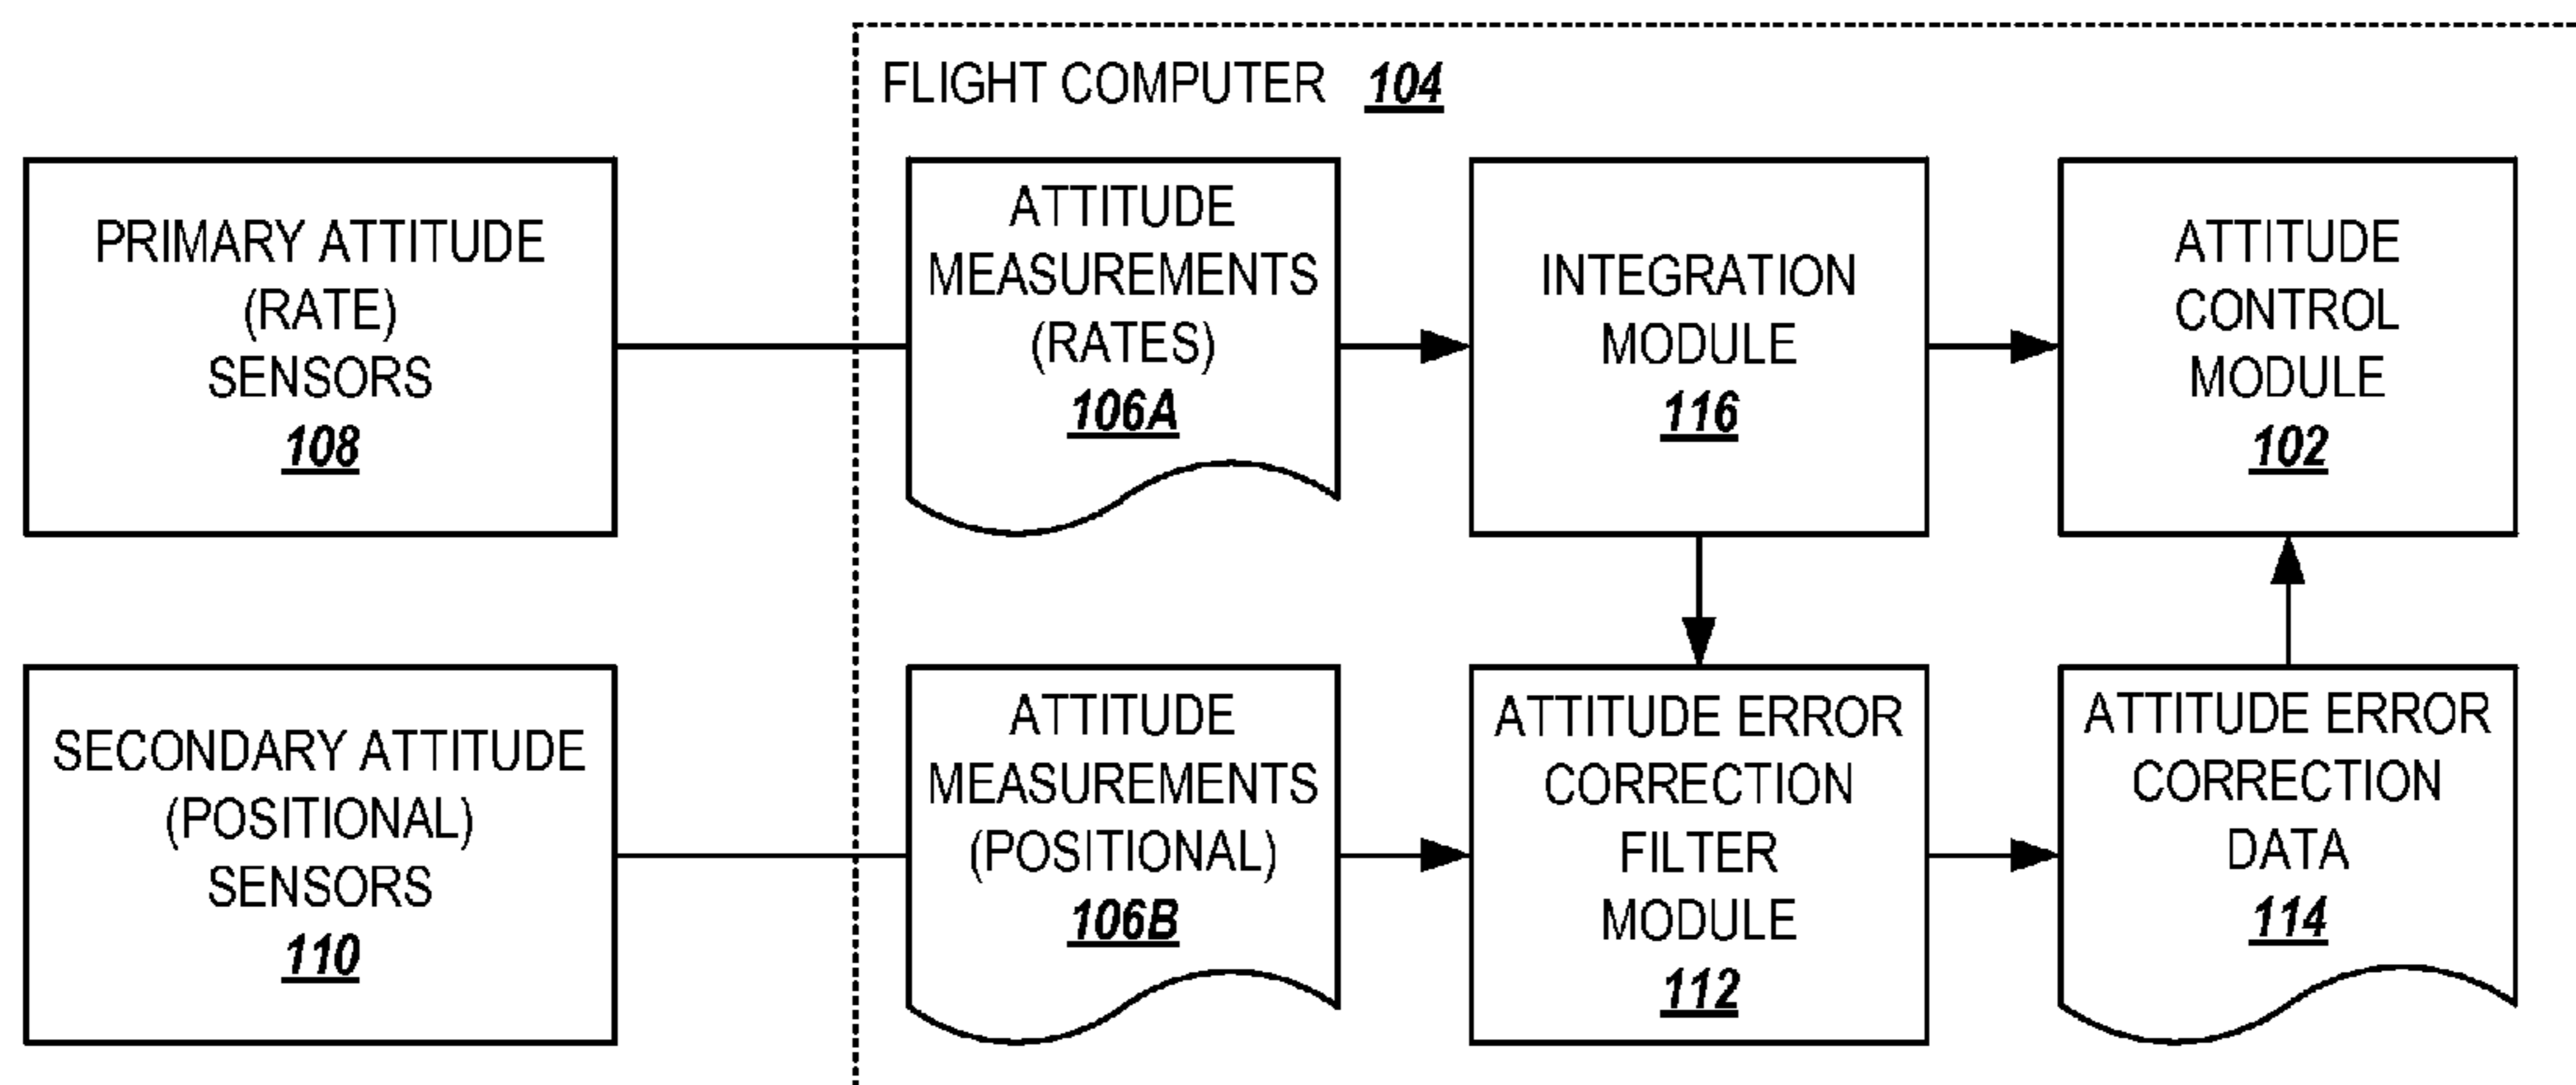 FLIGHT COMPUTER 104
PRIMARY ATTITUDE
(RATE)
SENSORS
108
ATTITUDE
MEASUREMENTS
(RATES)
106A
INTEGRATION
MODULE
116
ATTITUDE
CONTROL
MODULE
102
SECONDARY ATTITUDE
(POSITIONAL)
SENSORS
110
ATTITUDE
MEASUREMENTS
(POSITIONAL)
106B
ATTITUDE ERROR
CORRECTION
FILTER
MODULE
112
ATTITUDE ERROR
CORRECTION
DATA
114